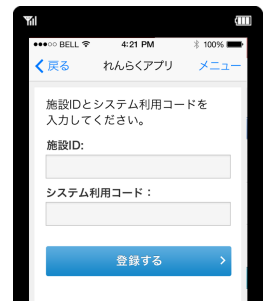 BELL 4:21 PM 100%
戻る れんらくアプリ メニュー
施設IDとシステム利用コードを
入力してください。
施設ID:
システム利用コード：
登録する